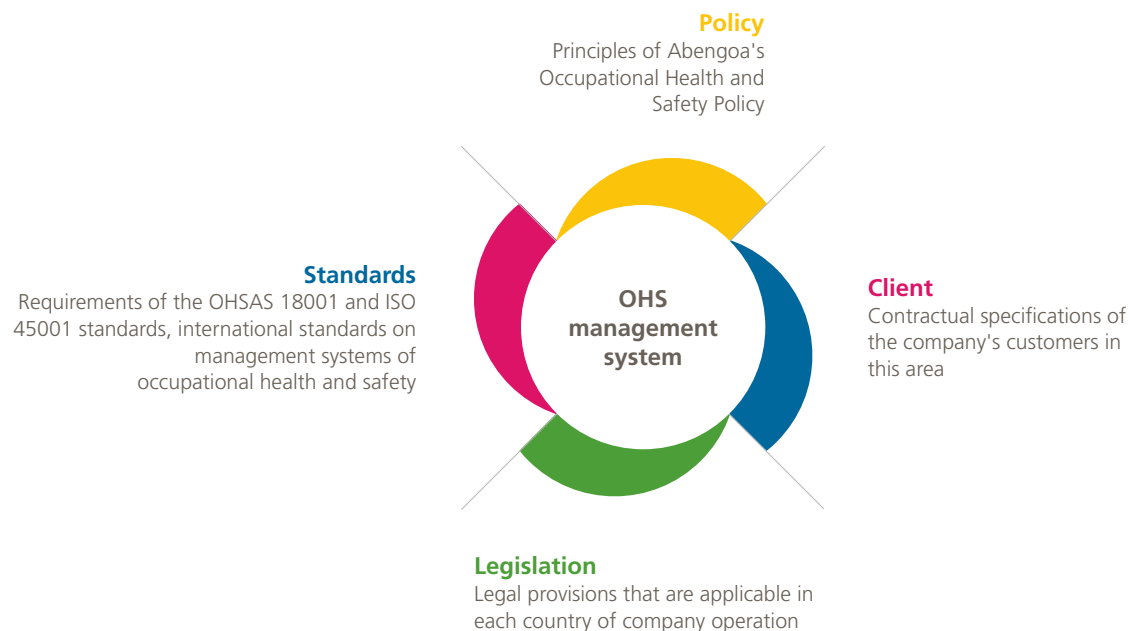 Policy
Principles of Abengoa's
Occupational Health and
Safety Policy
Standards
Requirements of the OHSAS 18001 and ISO
45001 standards, international standards on
management systems of
occupational health and safety
OHS
management
system
Client
Contractual specifications of
the company's customers in
this area
Legislation
Legal provisions that are applicable in
each country of company operation